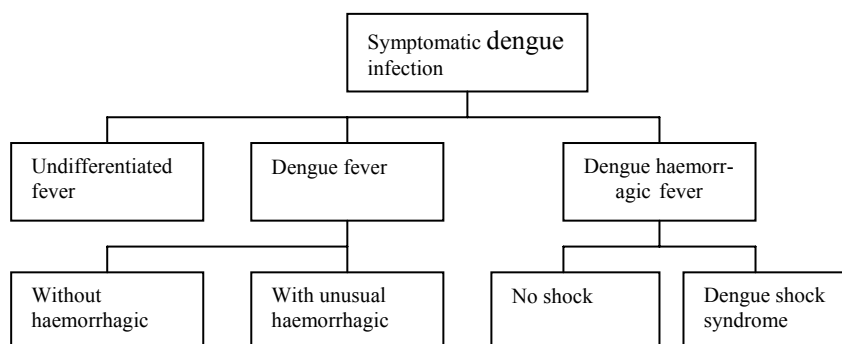 Symptomatic dengue
infection
Undifferentiated
fever
Dengue fever
Dengue haemorr-
agic fever
Without
haemorrhagic
With unusual
haemorrhagic
No shock
Dengue shock
syndrome